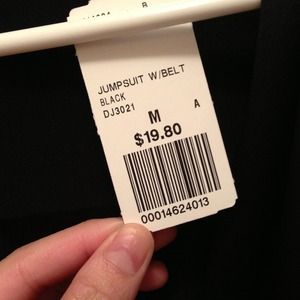 JUMPSUIT W/BELT
BLACK
DJ3021
M A
$19.80
00014624013